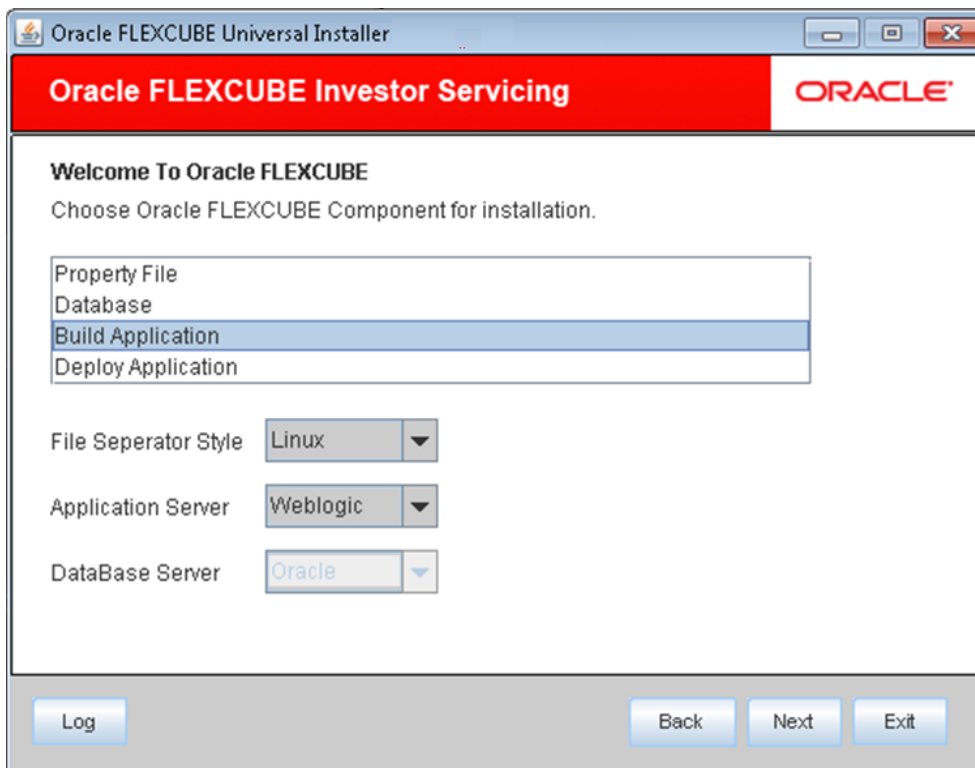 Oracle FLEXCUBE Universal Installer
Oracle FLEXCUBE Investor Servicing
ORACLE
Welcome To Oracle FLEXCUBE
Choose Oracle FLEXCUBE Component for installation.
Property File
Database
Build Application
Deploy Application
File Seperator Style Linux
Application Server Weblogic
DataBase Server Oracle
Log Back Next Exit